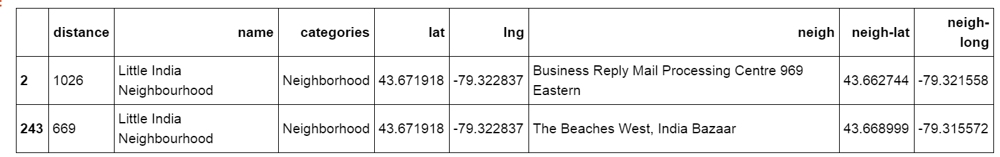 distance name categories lat lng neigh neigh-lat neigh-
long
2 1026 Little India
Neighbourhood Neighborhood 43.671918 -79.322837 Business Reply Mail Processing Centre 969
Eastern 43.662744 -79.321558
243 669 Little India
Neighbourhood Neighborhood 43.671918 -79.322837 The Beaches West, India Bazaar 43.668999 -79.315572